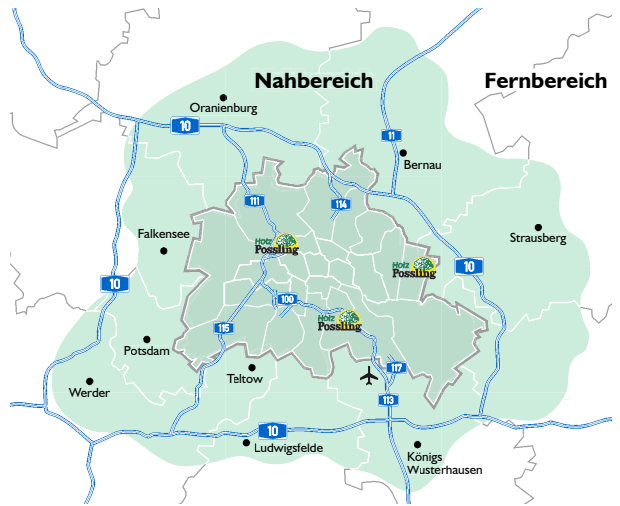 Nahbereich
Fernbereich
Oranienburg
10
11
Bernau
111
114
Falkensee
Holz
Possling
Strausberg
Holz
Possling
10
10
100
Holz
Possling
115
Potsdam
117
Teltow
Werder
113
10
Ludwigsfelde
Königs
Wusterhausen